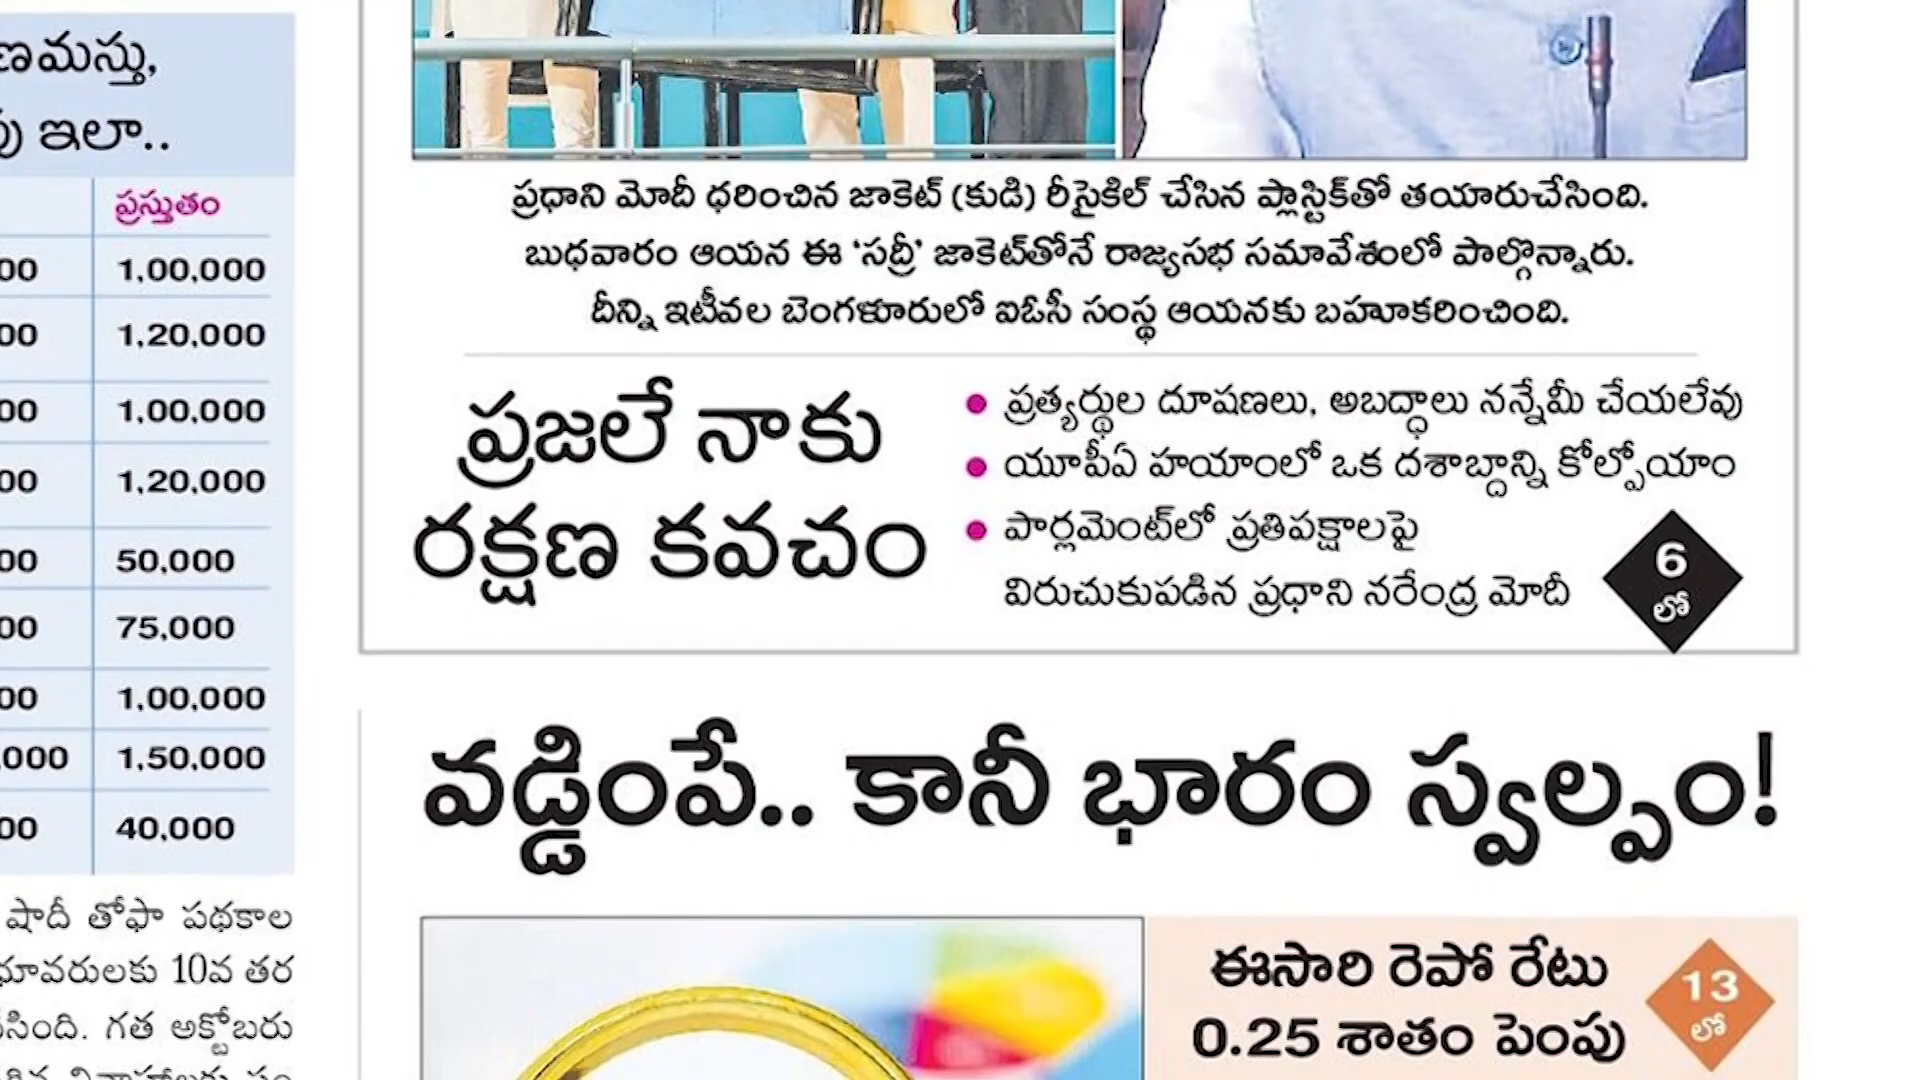 ఇలా..
ప్రస్తుతం
00 1,00,000
00 1,20,000
00 1,00,000
00 1,20,000
00 50,000
00 75,000
00 1,00,000
,000 1,50,000
00 40,000
షాదీ తోఫా పథకాల
10వ తర
గత అక్టోబరు
ప్రధాని మోదీ ధరించిన జాకెట్ (కుడి) రీసైకిల్ చేసిన ప్లాస్టిక్‌తో తయారుచేసింది.
బుధవారం ఆయన ఈ ‘సద్రీ’ జాకెట్‌తోనే రాజ్యసభ సమావేశంలో పాల్గొన్నారు.
దీన్ని ఇటీవల బెంగళూరులో ఐఓసీ సంస్థ ఆయనకు బహూకరించింది.
ప్రజలే నాకు
రక్షణ కవచం
ప్రత్యర్థుల దూషణలు, అబద్ధాలు నన్నేమీ చేయలేవు
యూపీఏ హయాంలో ఒక దశాబ్దాన్ని కోల్పోయాం
పార్లమెంట్‌లో ప్రతిపక్షాలపై
విరుచుకుపడిన ప్రధాని నరేంద్ర మోదీ
6
లో
వడ్డింపే.. కానీ భారం స్వల్పం!
ఈసారి రెపో రేటు
0.25 శాతం పెంపు
13
లో